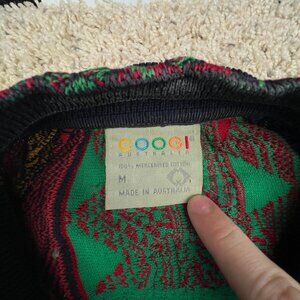 COOGI
AUSTRALIA
100% MERCERISED COTTON
M
MADE IN AUSTRALIA